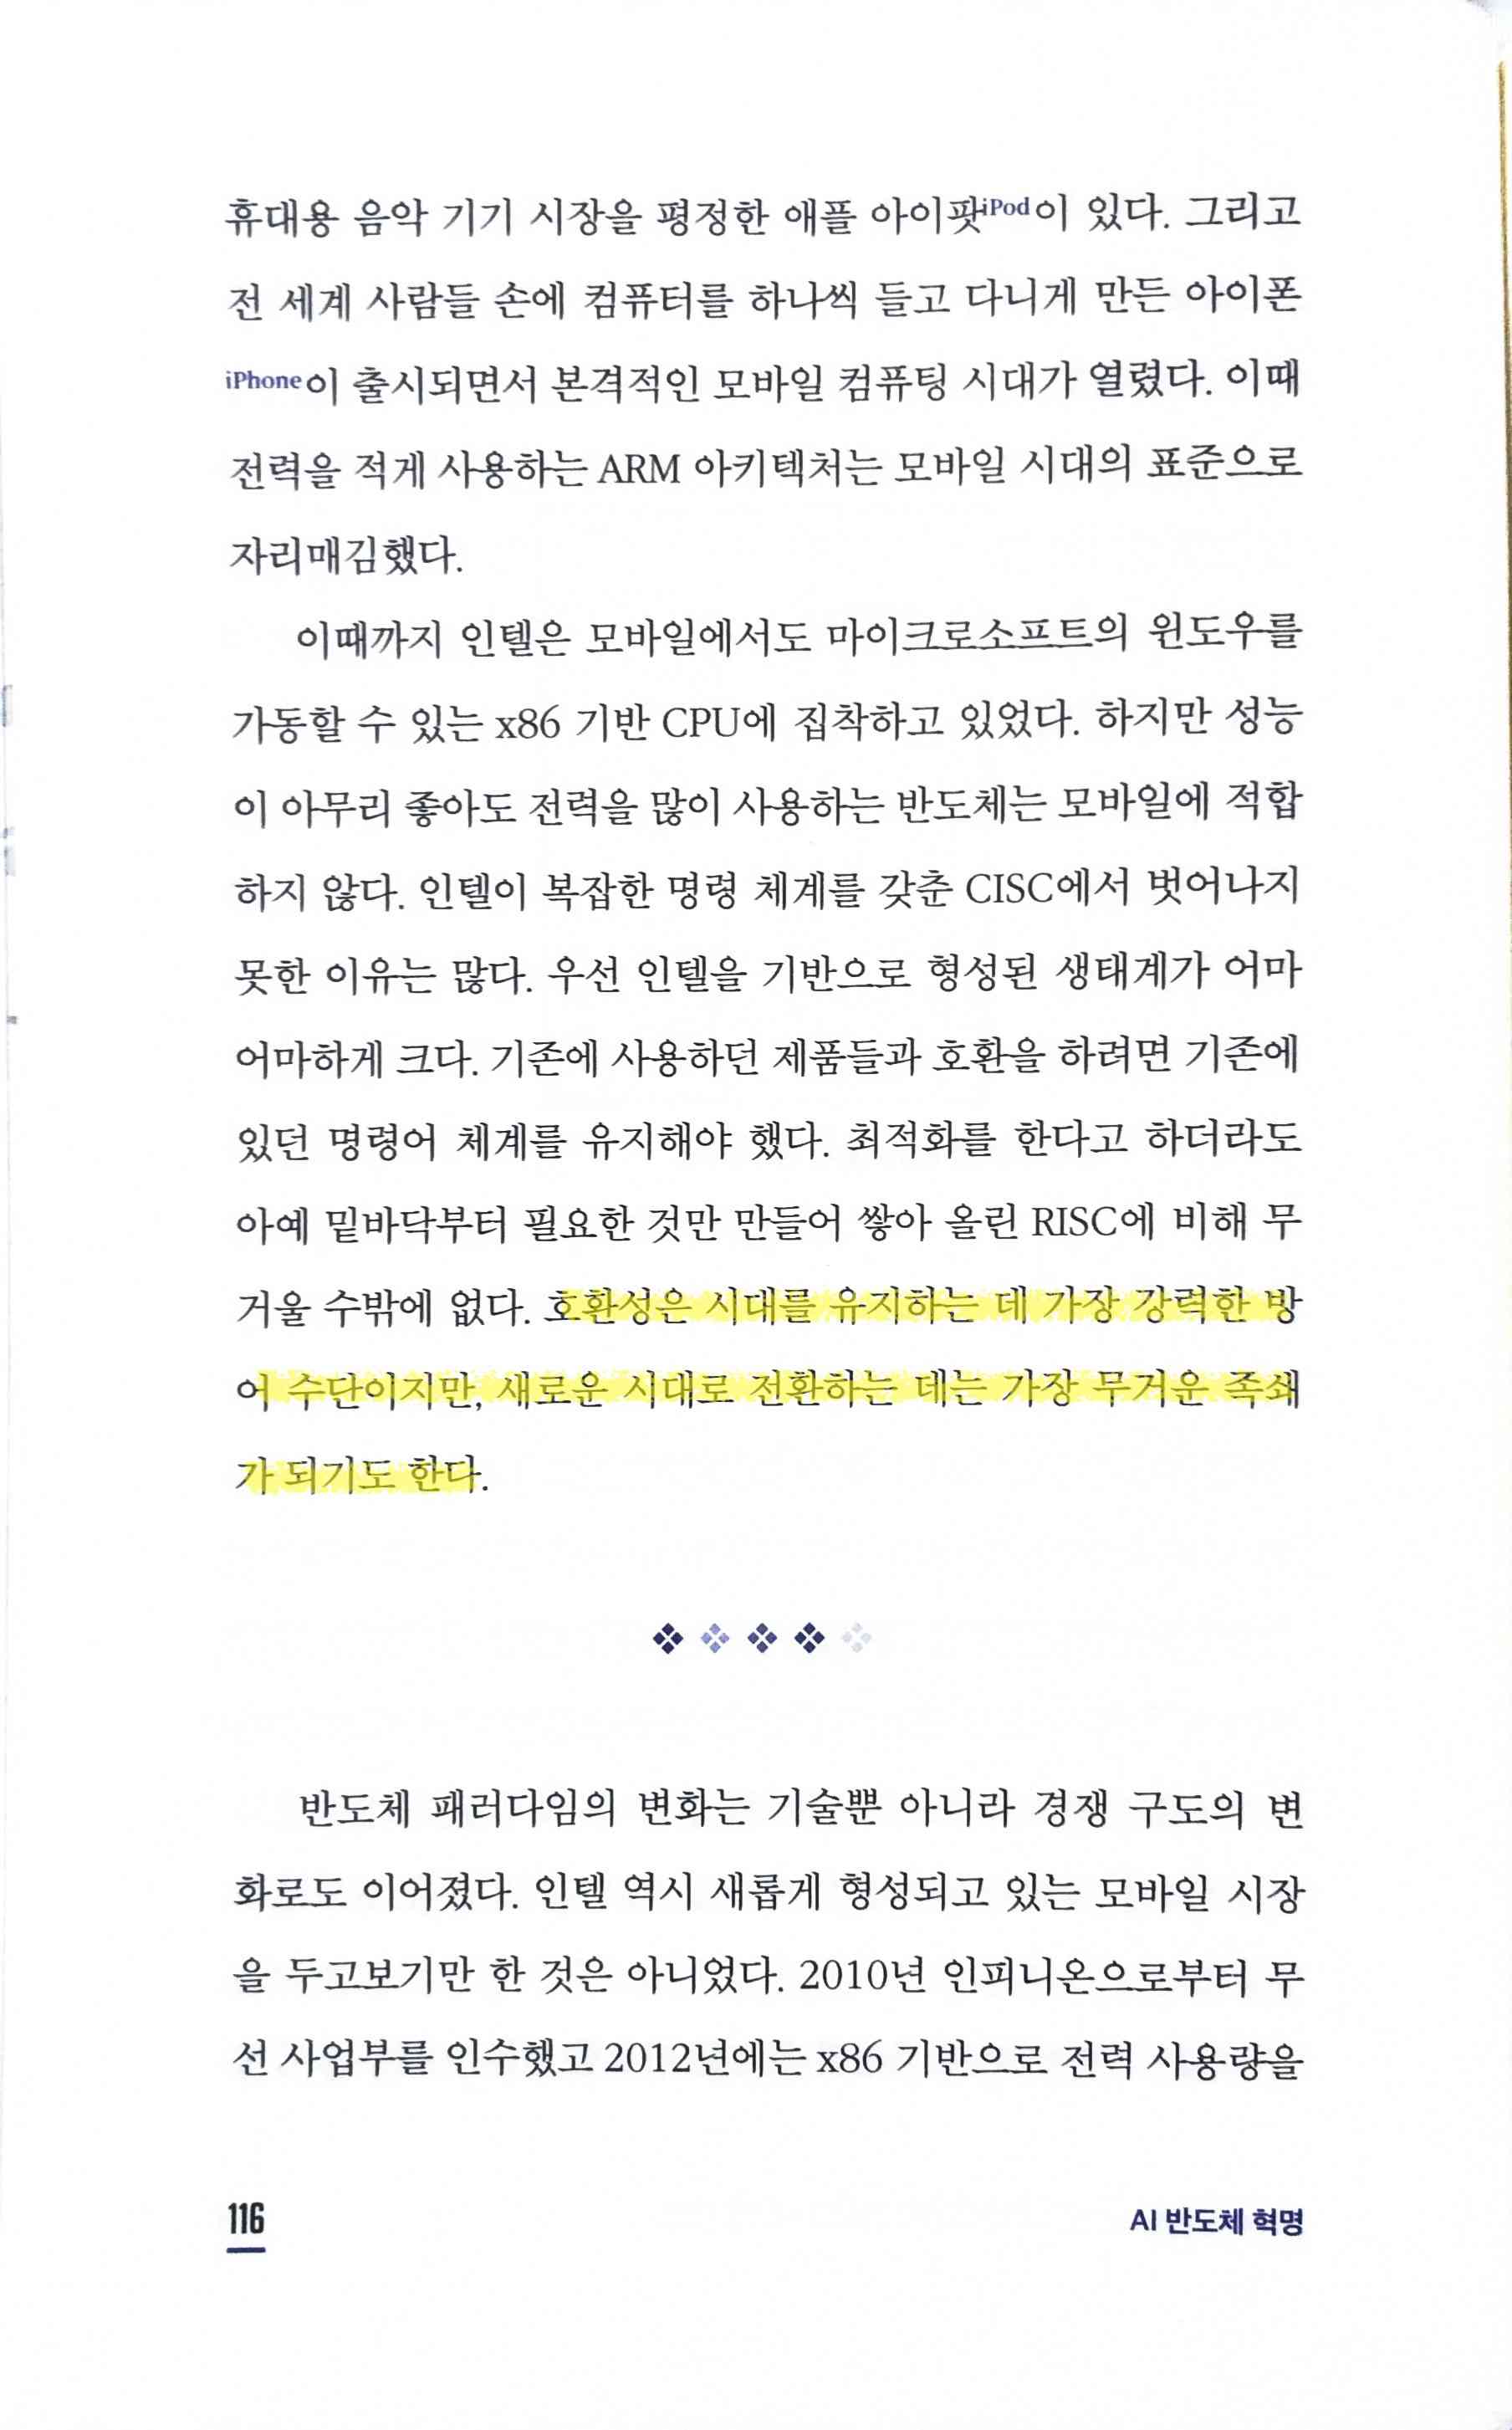 휴대용 음악 기기 시장을 평정한 애플 아이팟iPod이 있다. 그리고
전 세계 사람들 손에 컴퓨터를 하나씩 들고 다니게 만든 아이폰
iPhone이 출시되면서 본격적인 모바일 컴퓨팅 시대가 열렸다. 이때
전력을 적게 사용하는 ARM 아키텍처는 모바일 시대의 표준으로
자리매김했다.
이때까지 인텔은 모바일에서도 마이크로소프트의 윈도우를
가동할 수 있는 x86 기반 CPU에 집착하고 있었다. 하지만 성능
이 아무리 좋아도 전력을 많이 사용하는 반도체는 모바일에 적합
하지 않다. 인텔이 복잡한 명령 체계를 갖춘 CISC에서 벗어나지
못한 이유는 많다. 우선 인텔을 기반으로 형성된 생태계가 어마
어마하게 크다. 기존에 사용하던 제품들과 호환을 하려면 기존에
있던 명령어 체계를 유지해야 했다. 최적화를 한다고 하더라도
아예 밑바닥부터 필요한 것만 만들어 쌓아 올린 RISC에 비해 무
거울 수밖에 없다. 호환성은 시대를 유지하는 데 가장 강력한 방
어 수단이지만, 새로운 시대로 전환하는 데는 가장 무거운 족쇄
가 되기도 한다.
반도체 패러다임의 변화는 기술뿐 아니라 경쟁 구도의 변
화로도 이어졌다. 인텔 역시 새롭게 형성되고 있는 모바일 시장
을 두고보기만 한 것은 아니었다. 2010년 인피니온으로부터 무
선 사업부를 인수했고 2012년에는 x86 기반으로 전력 사용량을
116
AI 반도체 혁명